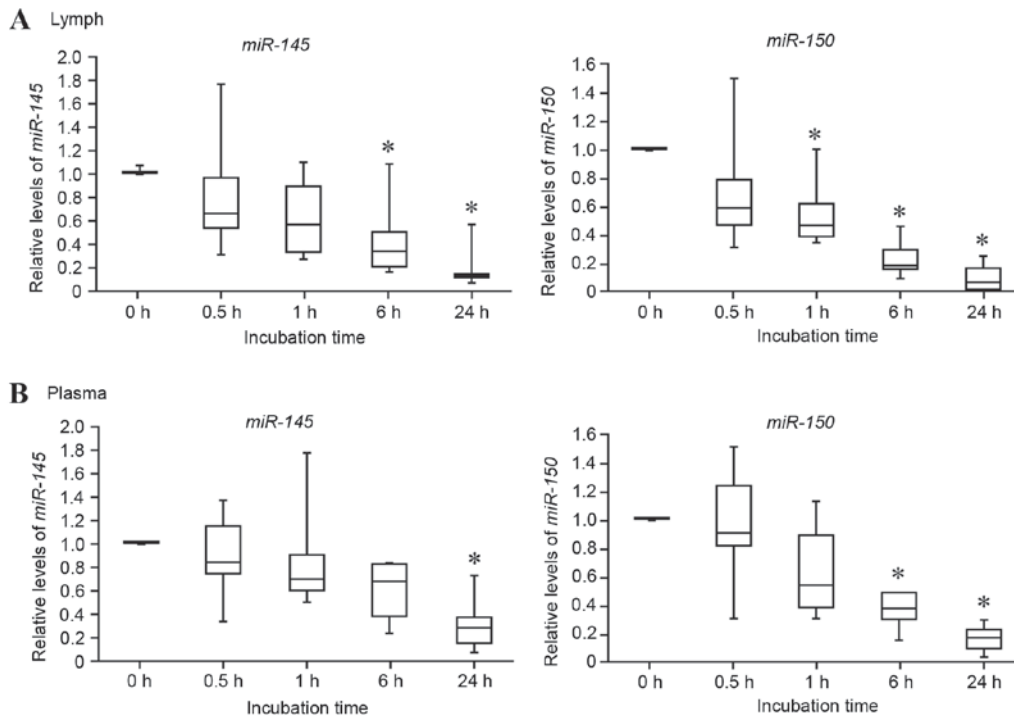 A Lymph
miR-145
Relative levels of miR-145
2.0
1.8
1.6
1.4
1.2
1.0
0.8
0.6
0.4
0.2
0
* *
0 h 0.5 h 1 h 6 h 24 h
Incubation time
miR-150
Relative levels of miR-150
1.6
1.4
1.2
1.0
0.8
0.6
0.4
0.2
0
* * *
0 h 0.5 h 1 h 6 h 24 h
Incubation time
B Plasma
miR-145
Relative levels of miR-145
2.0
1.8
1.6
1.4
1.2
1.0
0.8
0.6
0.4
0.2
0
*
0 h 0.5 h 1 h 6 h 24 h
Incubation time
miR-150
Relative levels of miR-150
1.6
1.4
1.2
1.0
0.8
0.6
0.4
0.2
0
* *
0 h 0.5 h 1 h 6 h 24 h
Incubation time